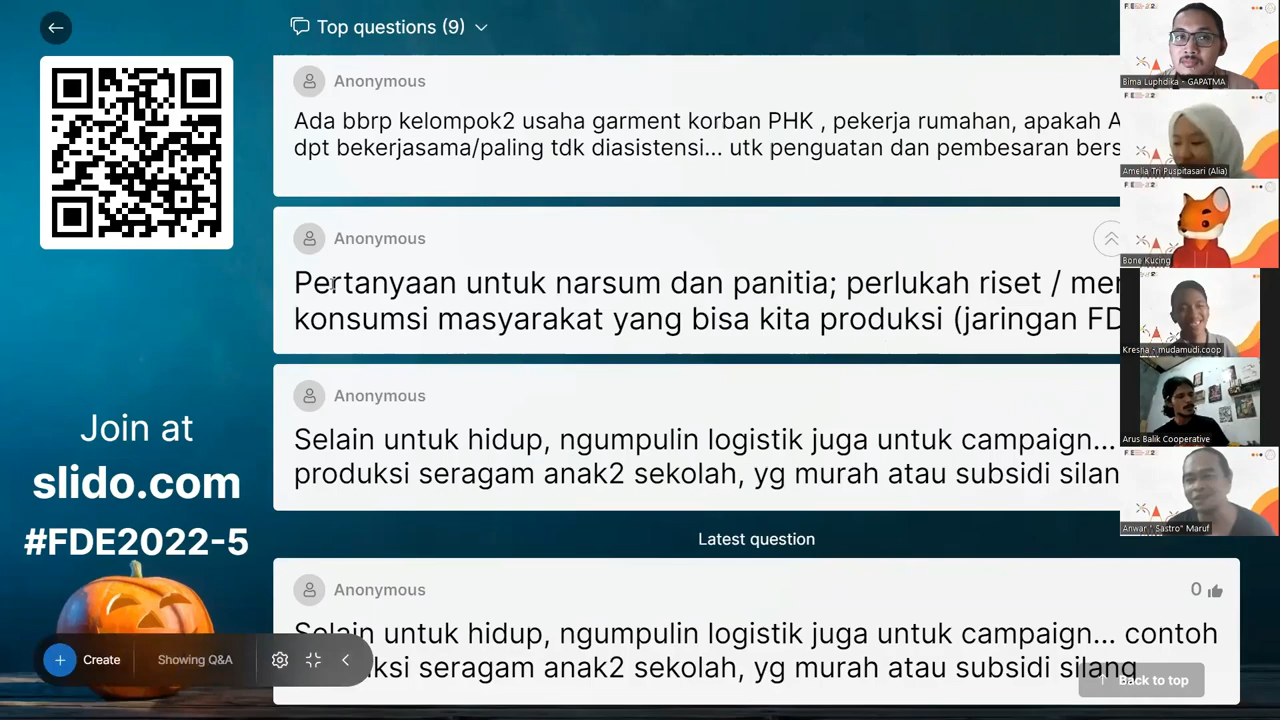 Top questions (9)
Anonymous
Ada bbrp kelompok2 usaha garment korban PHK , pekerja rumahan, apakah A
dpt bekerjasama/paling tdk diasistensi... utk penguatan dan pembesaran bers
Anonymous
Pertanyaan untuk narsum dan panitia; perlukah riset / mer
konsumsi masyarakat yang bisa kita produksi (jaringan FD
Anonymous
Selain untuk hidup, ngumpulin logistik juga untuk campaign...
produksi seragam anak2 sekolah, yg murah atau subsidi silan
Latest question
Anonymous
0
Selain untuk hidup, ngumpulin logistik juga untuk campaign... contoh
ksi seragam anak2 sekolah, yg murah atau subsidi silang
Back to top
Join at
slido.com
#FDE2022-5
Create
Showing Q&A
Bima Luphdika - GAPATMA
Amelia Tri Puspitasari (Alia)
Bone Kucing
Kresna - mudamudi.coop
Arus Balik Cooperative
Anwar ". Sastro" Maruf